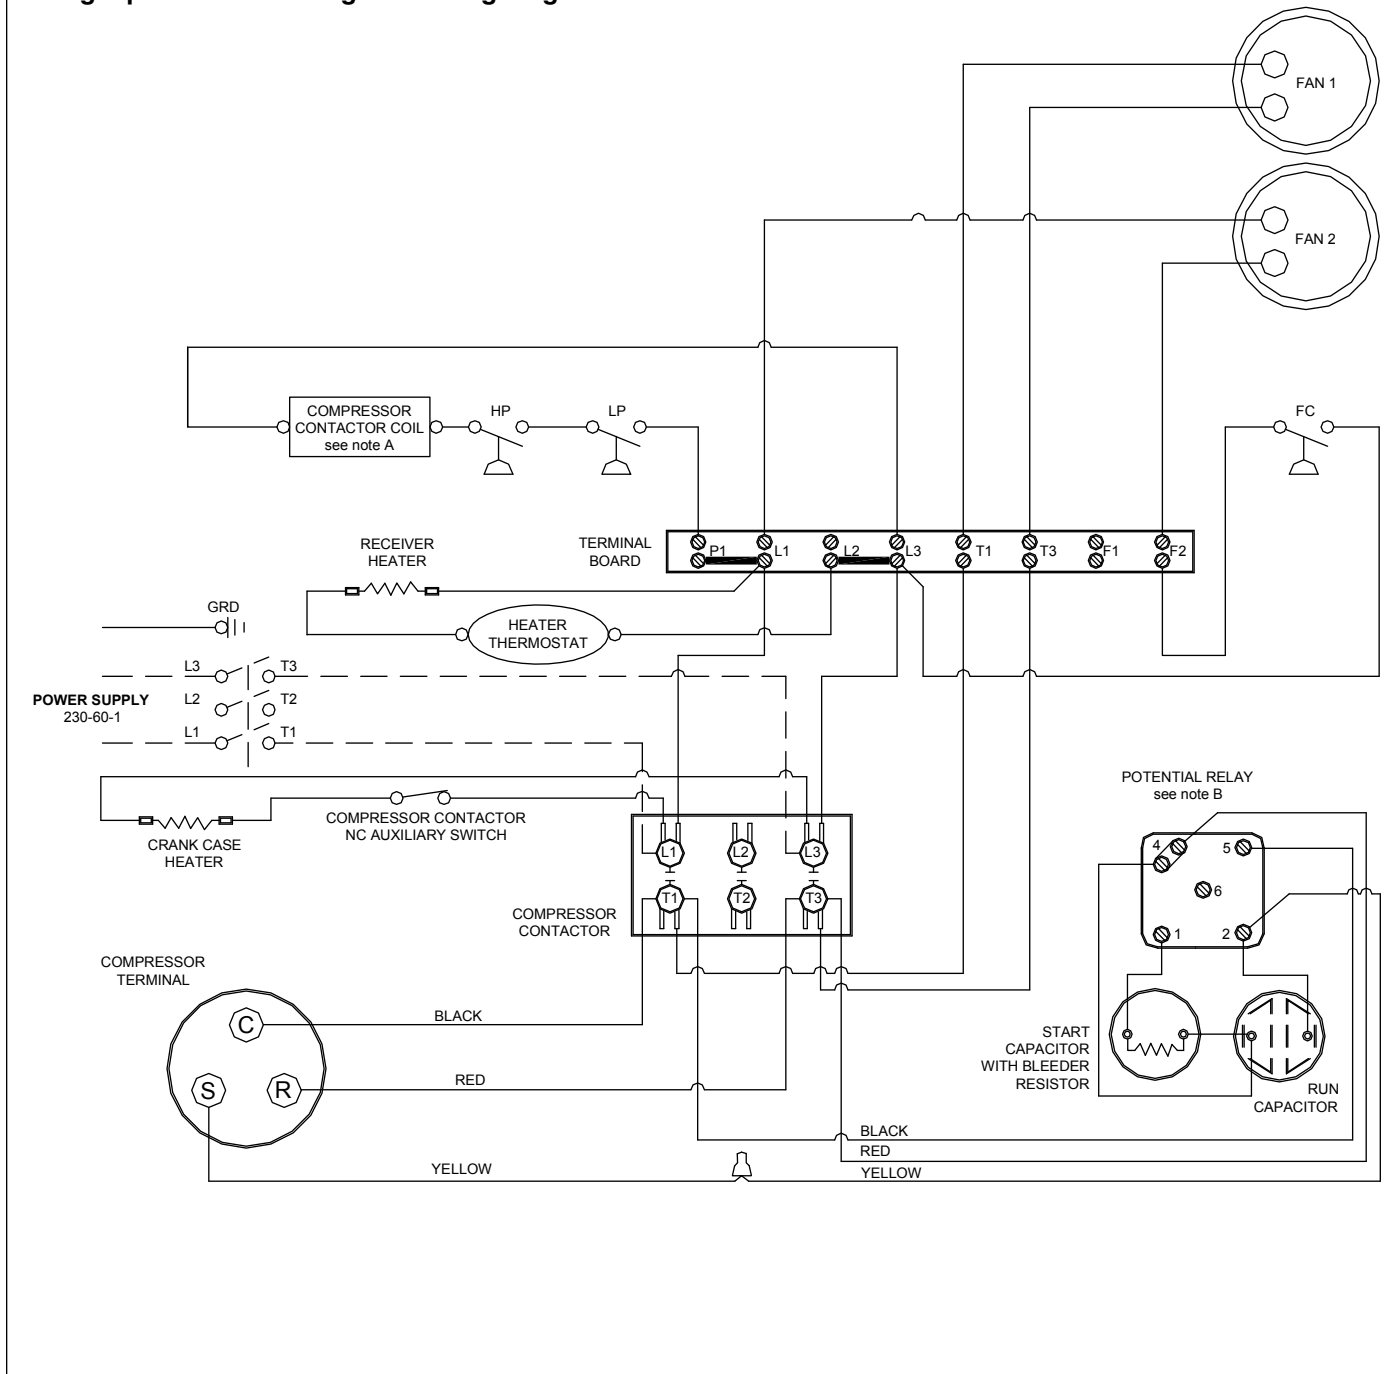 FAN 1
FAN 2
COMPRESSOR
CONTACTOR COIL
see note A
HP
LP
FC
RECEIVER
HEATER
TERMINAL
BOARD
P1
L1
L2
L3
T1
T3
F1
F2
GRD
HEATER
THERMOSTAT
L3
T3
POWER SUPPLY
230-60-1
L2
T2
L1
T1
COMPRESSOR CONTACTOR
NC AUXILIARY SWITCH
CRANK CASE
HEATER
POTENTIAL RELAY
see note B
L1
L2
L3
T1
T2
T3
COMPRESSOR
CONTACTOR
4
5
6
1
2
COMPRESSOR
TERMINAL
C
S
R
BLACK
RED
YELLOW
START
CAPACITOR
WITH BLEEDER
RESISTOR
RUN
CAPACITOR
BLACK
RED
YELLOW